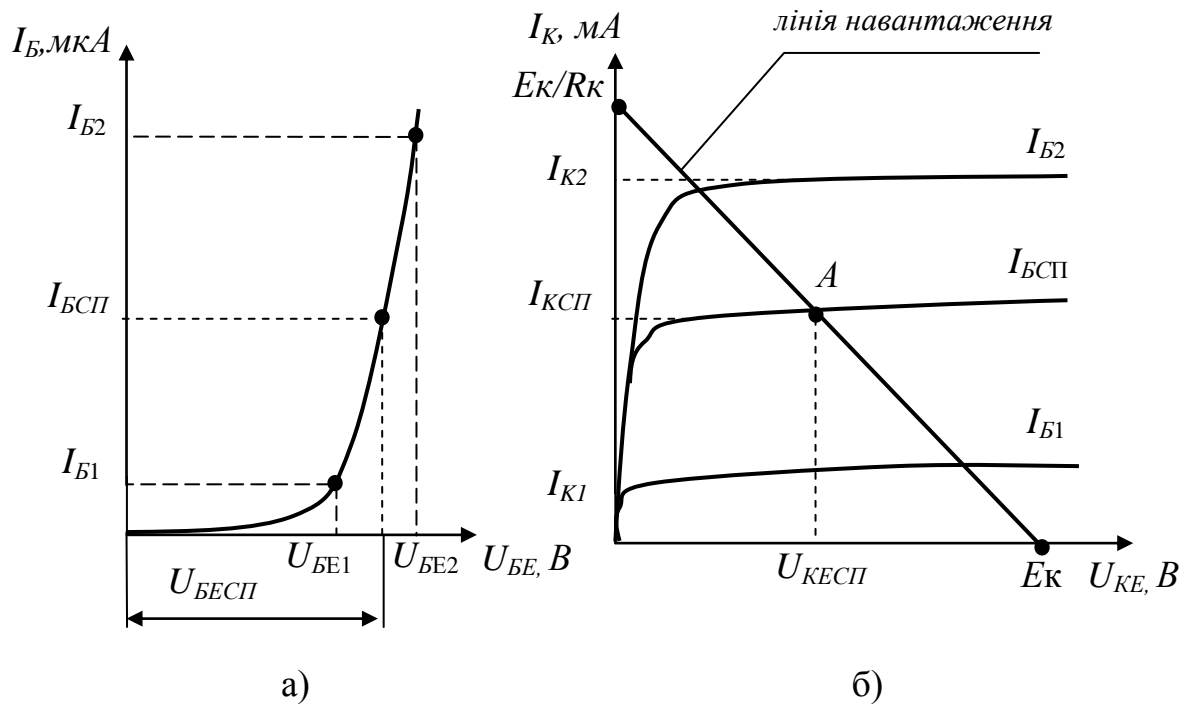 I_Б,мкА
I_Б2
I_БСП
I_Б1
U_БЕ1
U_БЕ2
U_БЕ, В
U_БЕСП
а)
I_К, мА
лінія навантаження
Ек/Rк
I_К2
I_Б2
I_КСП
А
I_БСП
I_К1
I_Б1
U_КЕСП
Ек
U_КЕ, В
б)